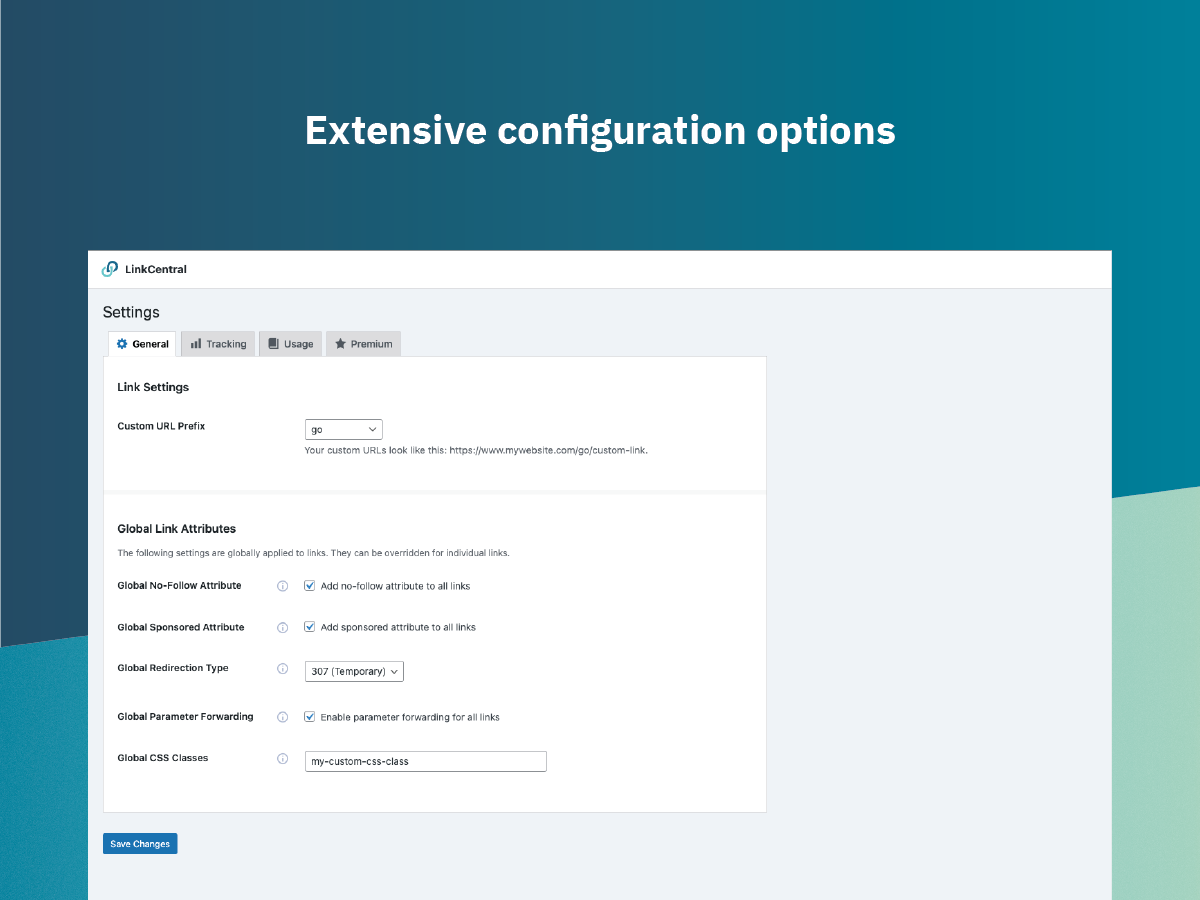 Extensive configuration options
LinkCentral
Settings
General Tracking Usage Premium
Link Settings
Custom URL Prefix go
Your custom URLs look like this: https://www.mywebsite.com/go/custom-link.
Global Link Attributes
The following settings are globally applied to links. They can be overridden for individual links.
Global No-Follow Attribute Add no-follow attribute to all links
Global Sponsored Attribute Add sponsored attribute to all links
Global Redirection Type 307 (Temporary)
Global Parameter Forwarding Enable parameter forwarding for all links
Global CSS Classes my-custom-css-class
Save Changes